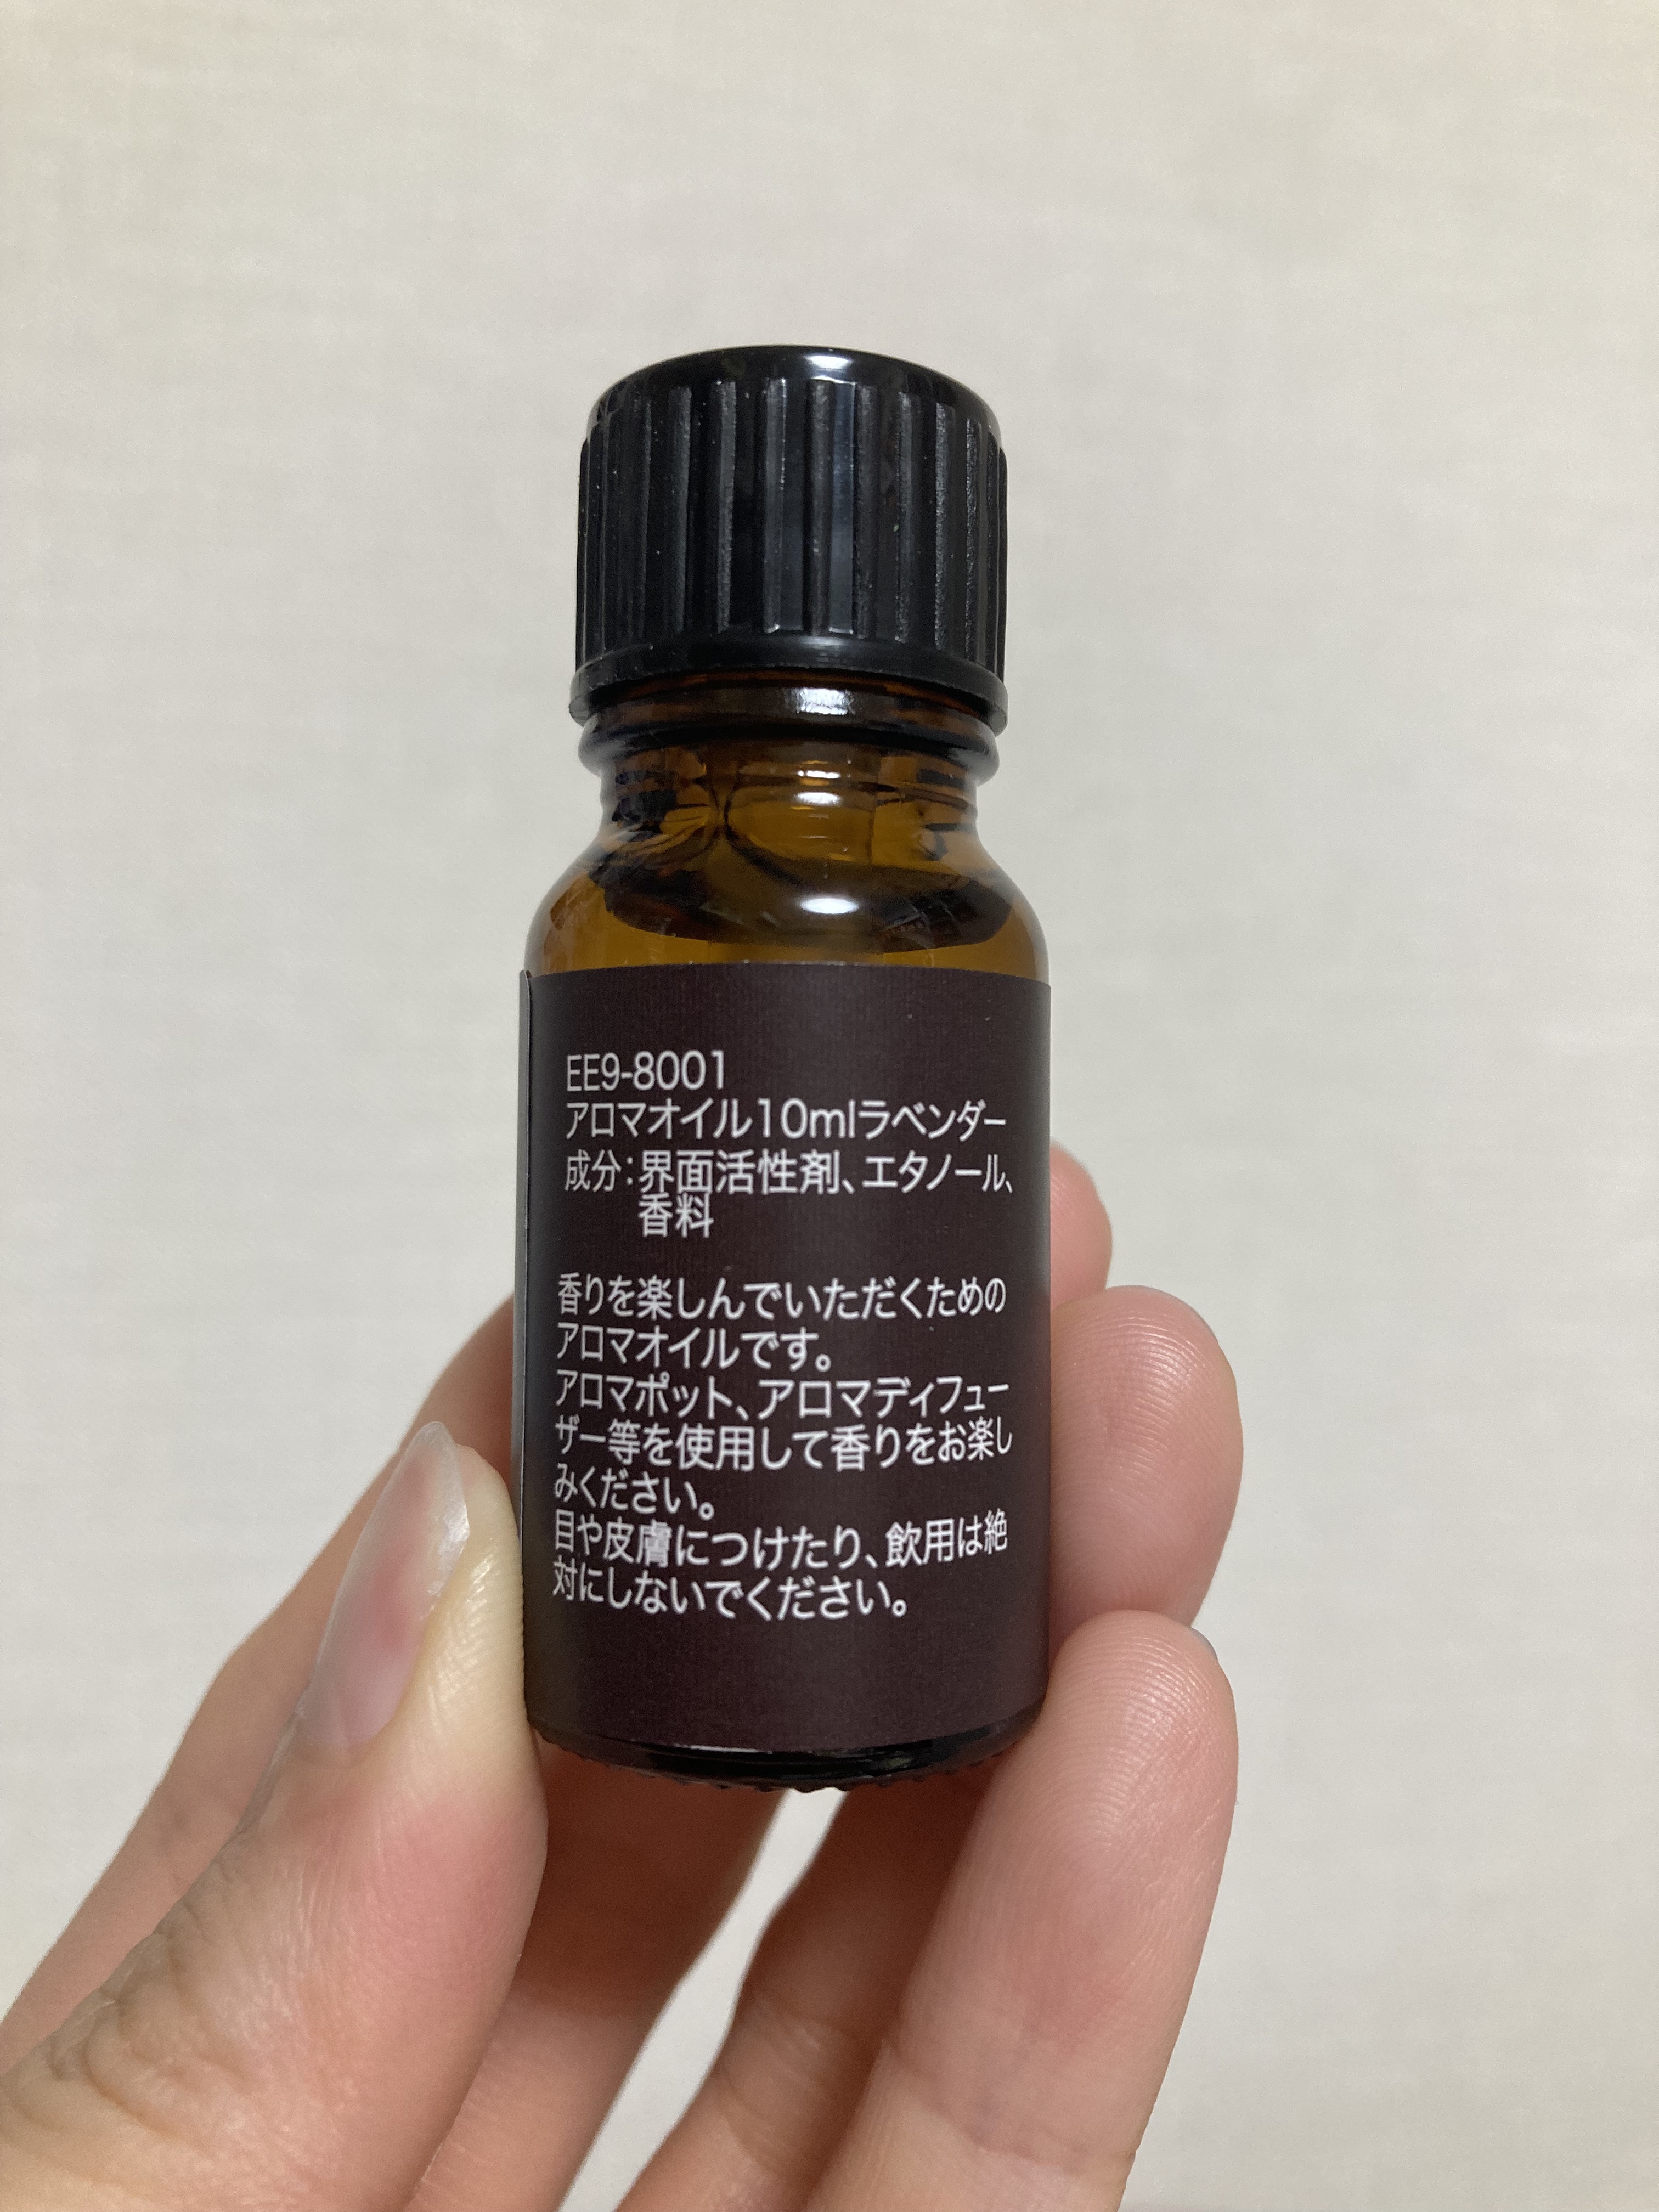 EE9-8001
アロマオイル10mlラベンダー
成分:界面活性剤、エタノール、
香料
香りを楽しんでいただくための
アロマオイルです。
アロマポット、アロマディフュー
ザー等を使用して香りをお楽し
みください。
目や皮膚につけたり、飲用は絶
対にしないでください。